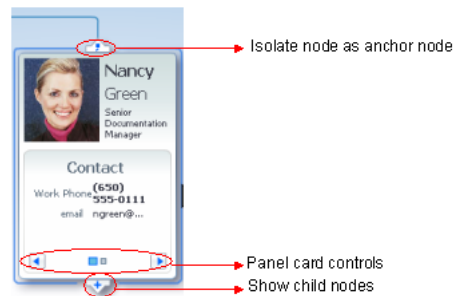 Isolate node as anchor node
Nancy
Green
Senior
Documentation
Manager
Contact
Work Phone (650)
555-0111
email ngreen@...
Panel card controls
Show child nodes